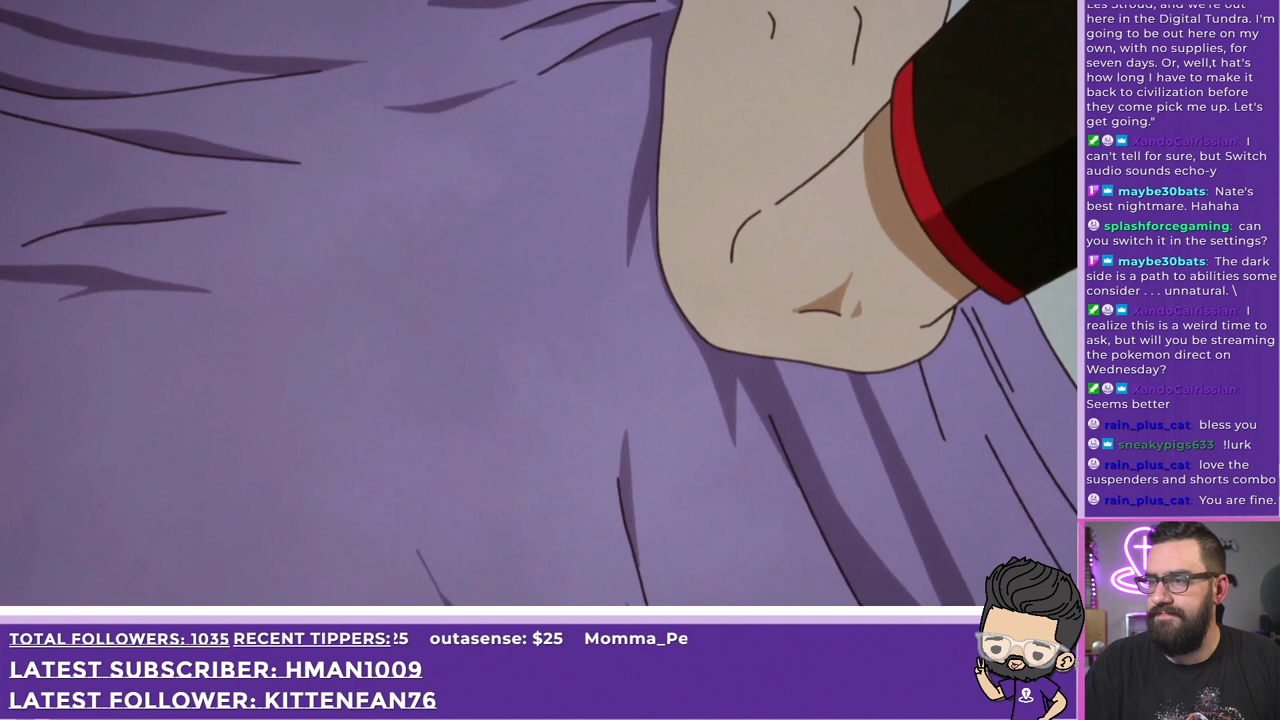 Les Stroud, and we're out
here in the Digital Tundra. I'm
going to be out here on my
own, with no supplies, for
seven days. Or, well,t hat's
how long I have to make it
back to civilization before
they come pick me up. Let's
get going."
XandoCalrissian: I
can't tell for sure, but Switch
audio sounds echo-y
maybe30bats: Nate's
best nightmare. Hahaha
splashforcegaming: can
you switch it in the settings?
maybe30bats: The dark
side is a path to abilities some
consider . . . unnatural. \
XandoCalrissian: I
realize this is a weird time to
ask, but will you be streaming
the pokemon direct on
Wednesday?
XandoCalrissian:
Seems better
rain_plus_cat: bless you
sneakypigs633: !lurk
rain_plus_cat: love the
suspenders and shorts combo
rain_plus_cat: You are fine.
TOTAL FOLLOWERS: 1035 RECENT TIPPERS: 25 outasense: $25 Momma_Pe
LATEST SUBSCRIBER: HMAN1009
LATEST FOLLOWER: KITTENFAN76